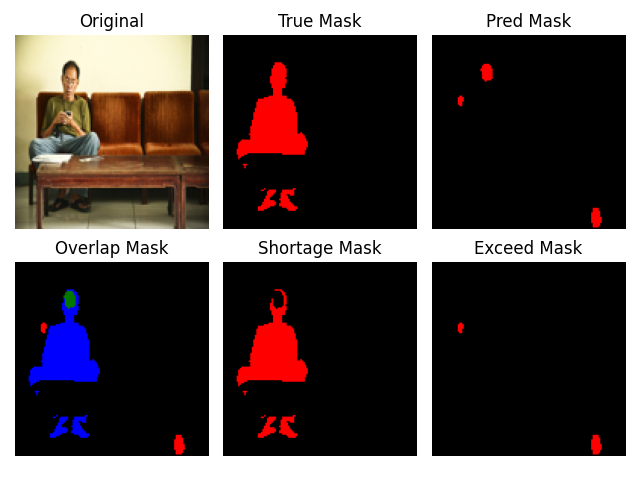 Original
True Mask
Pred Mask
Overlap Mask
Shortage Mask
Exceed Mask